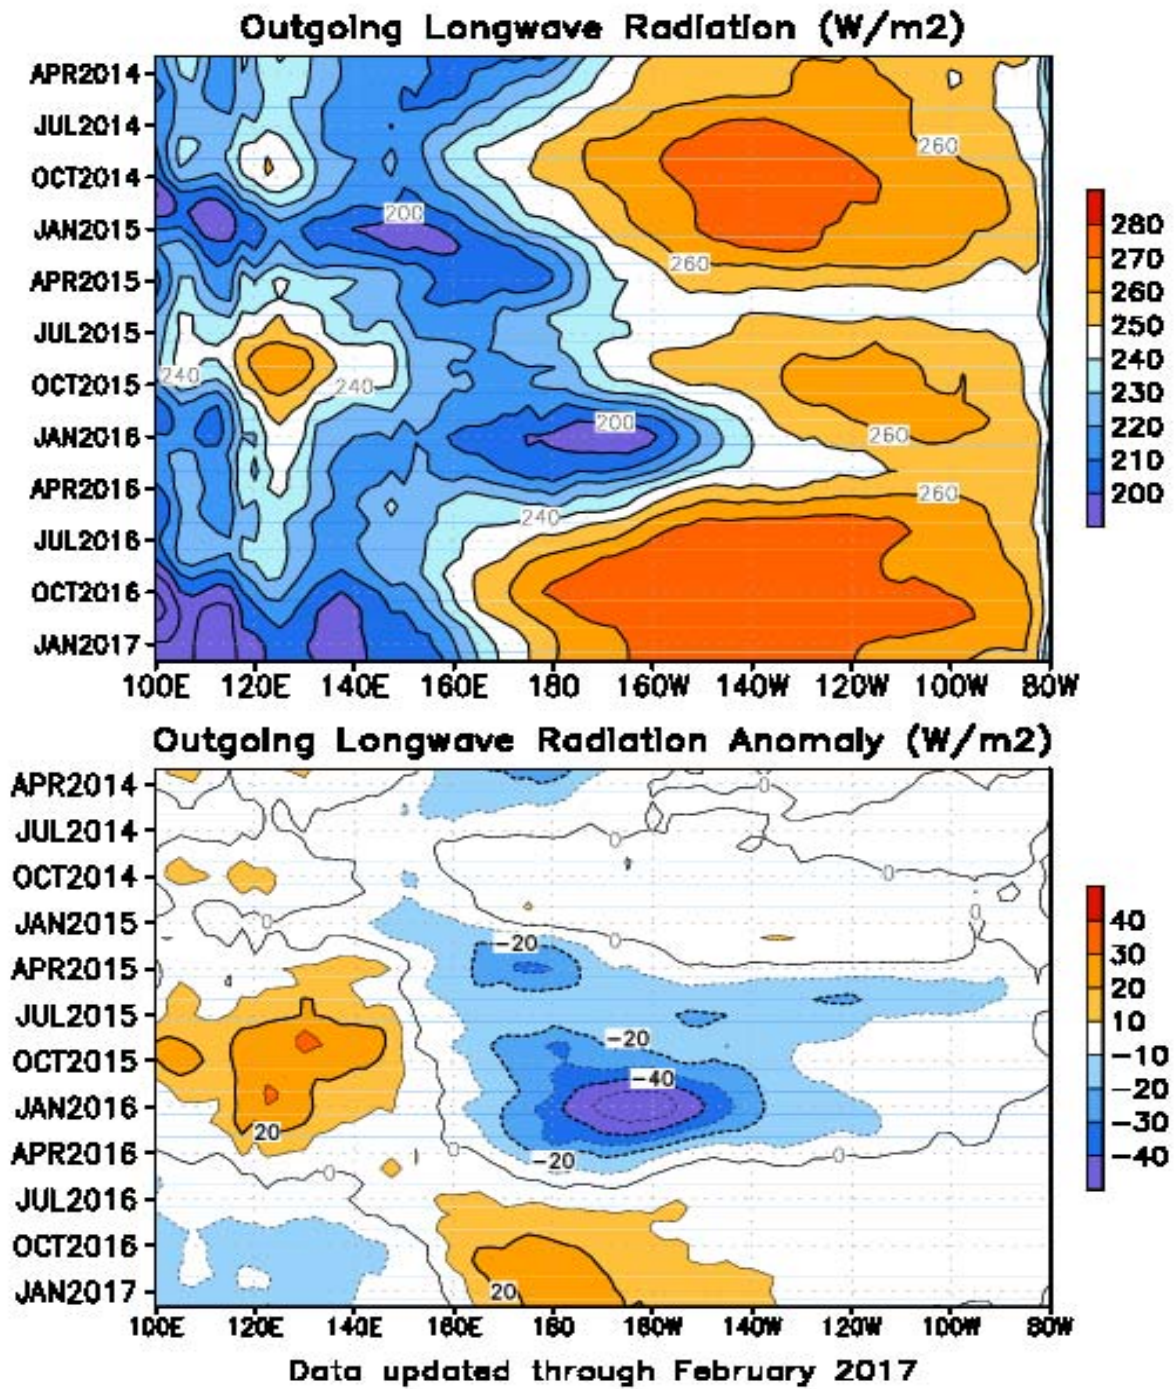 Outgoing Longwave Radiation (W/m2)
APR2014
JUL2014
OCT2014
JAN2015
APR2015
JUL2015
OCT2015
JAN2016
APR2016
JUL2016
OCT2016
JAN2017
260
200
260
240
240
200
260
260
240
280
270
260
250
240
230
220
210
200
100E 120E 140E 160E 180 160W 140W 120W 100W 80W
Outgoing Longwave Radiation Anomaly (W/m2)
APR2014
JUL2014
OCT2014
JAN2015
APR2015
JUL2015
OCT2015
JAN2016
APR2016
JUL2016
OCT2016
JAN2017
0
0
0
0
0
-20
0
-20
-40
20
0
0
-20
0
20
40
30
20
10
-10
-20
-30
-40
100E 120E 140E 160E 180 160W 140W 120W 100W 80W
Data updated through February 2017